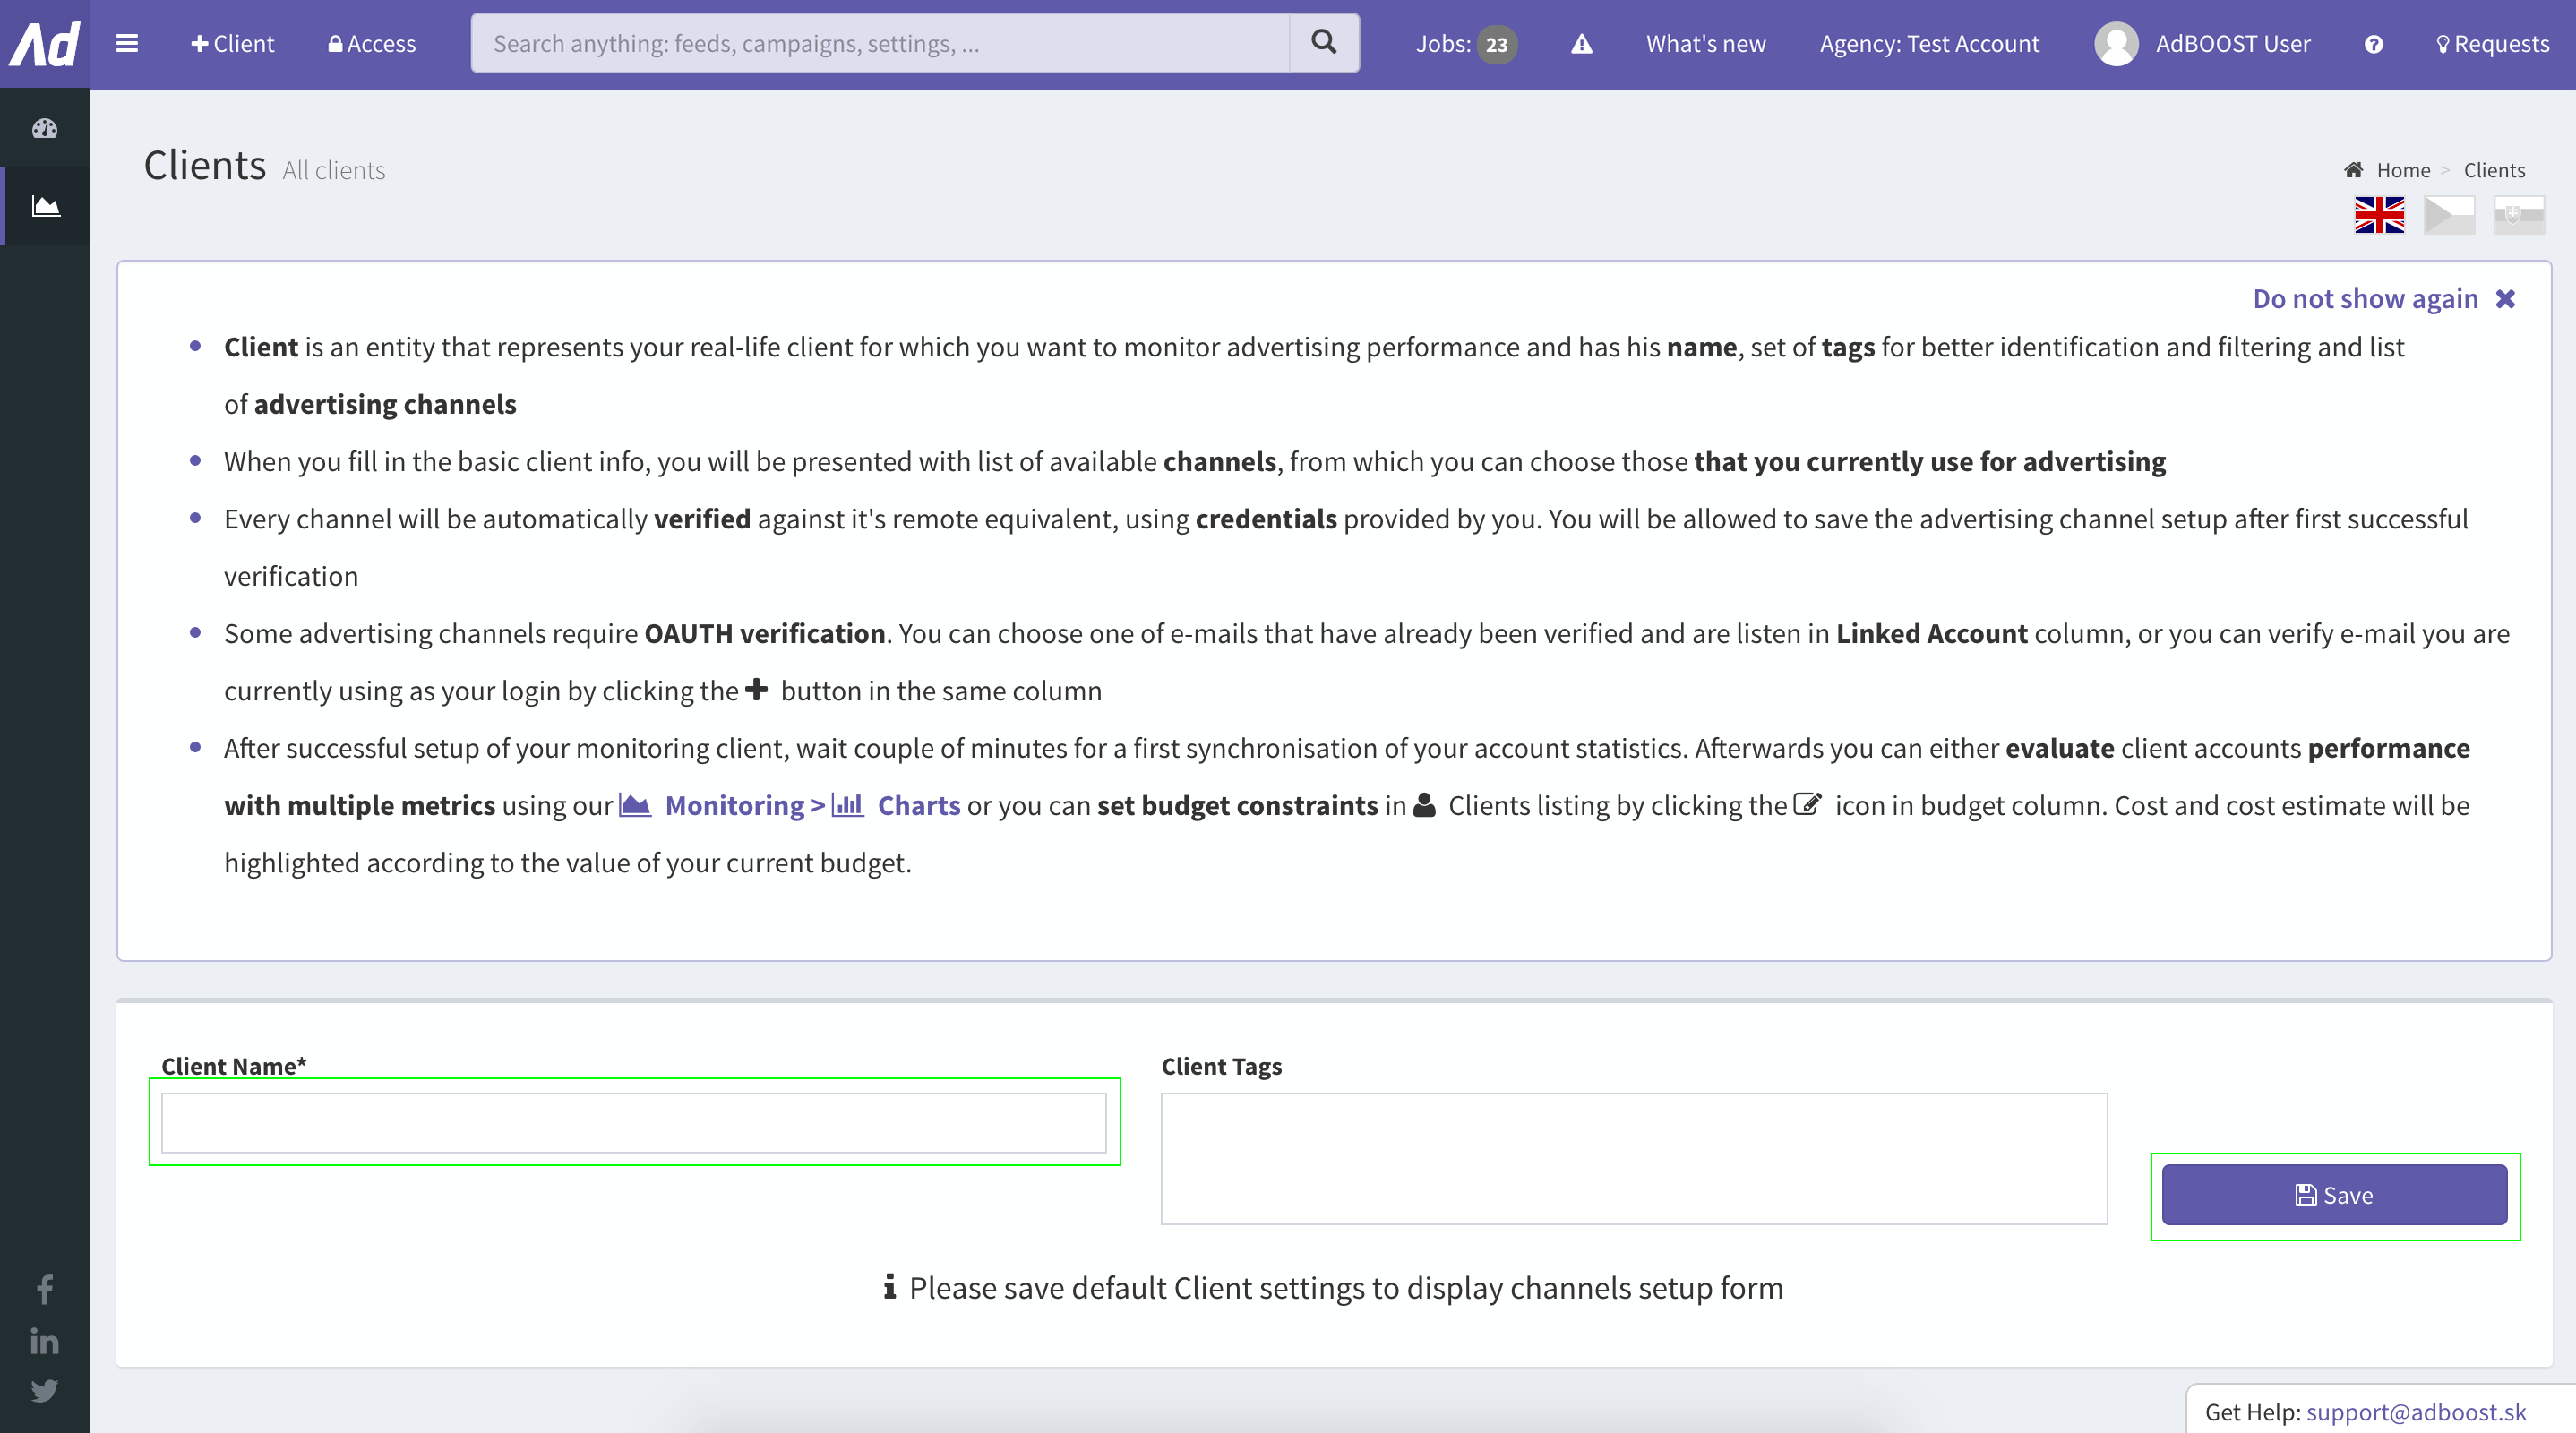 Ad
Client
Access
Search anything: feeds, campaigns, settings, ...
Jobs: 23
What's new
Agency: Test Account
AdBOOST User
Requests
Clients All clients
Home > Clients
Do not show again
Client is an entity that represents your real-life client for which you want to monitor advertising performance and has his name, set of tags for better identification and filtering and list
of advertising channels
When you fill in the basic client info, you will be presented with list of available channels, from which you can choose those that you currently use for advertising
Every channel will be automatically verified against it's remote equivalent, using credentials provided by you. You will be allowed to save the advertising channel setup after first successful
verification
Some advertising channels require OAUTH verification. You can choose one of e-mails that have already been verified and are listen in Linked Account column, or you can verify e-mail you are
currently using as your login by clicking the button in the same column
After successful setup of your monitoring client, wait couple of minutes for a first synchronisation of your account statistics. Afterwards you can either evaluate client accounts performance
with multiple metrics using our Monitoring > Charts or you can set budget constraints in Clients listing by clicking the icon in budget column. Cost and cost estimate will be
highlighted according to the value of your current budget.
Client Name*
Client Tags
Save
Please save default Client settings to display channels setup form
Get Help: support@adboost.sk